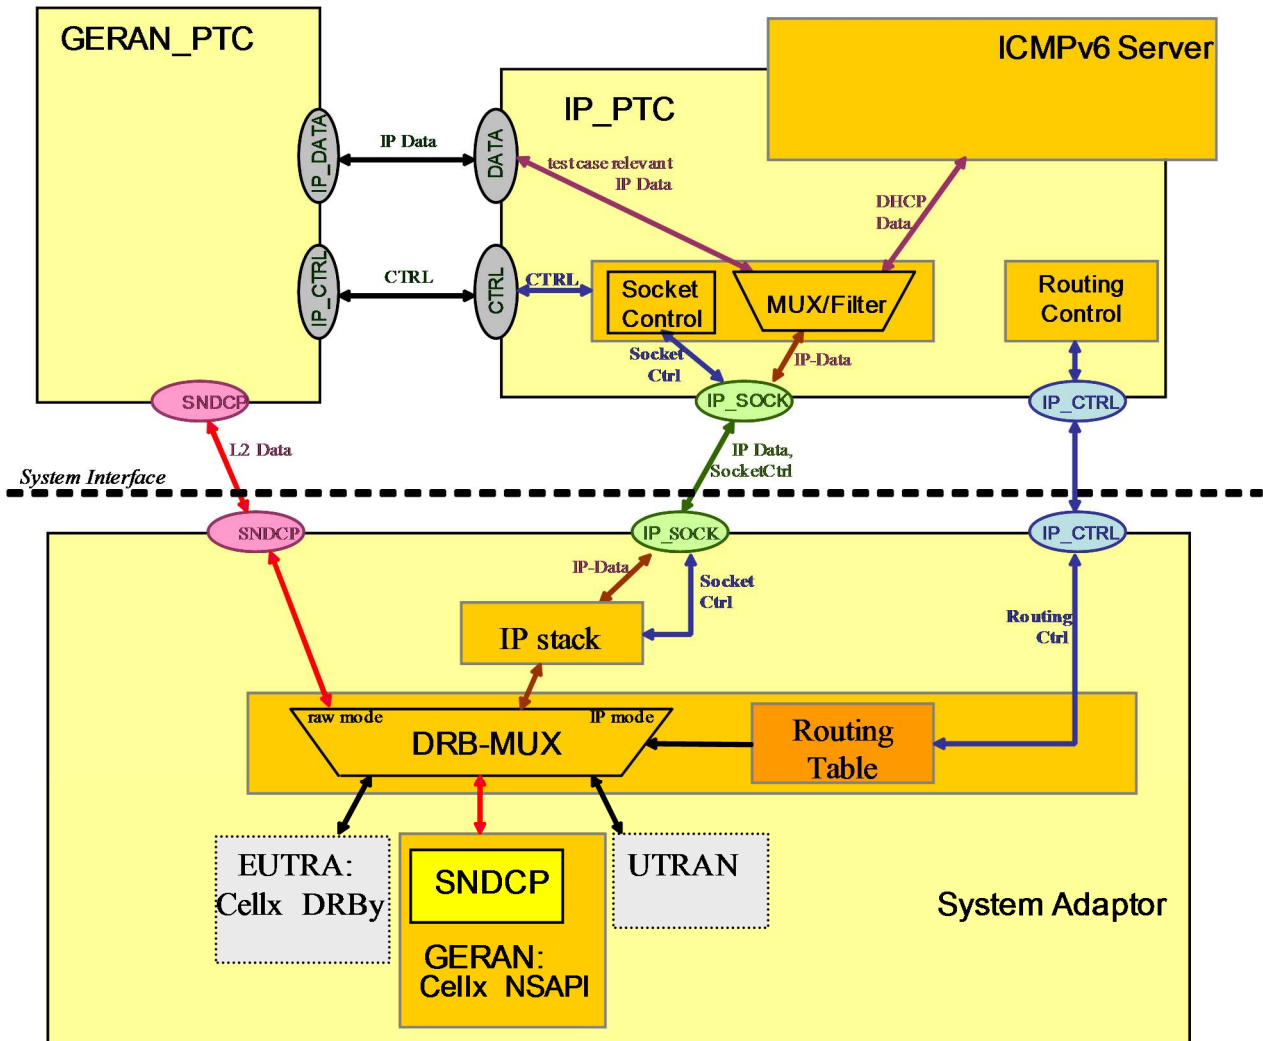 GERAN_PTC
ICMPv6 Server
IP_PTC
IP_DATA
IP Data
DATA
testcase relevant
IP Data
DHCP
Data
IP_CTRL
CTRL
CTRL
CTRL
Socket
Control
MUX/Filter
Routing
Control
Socket
Ctrl
IP-Data
SNDCP
IP_SOCK
IP_CTRL
L2 Data
IP Data,
SocketCtrl
System Interface
SNDCP
IP_SOCK
IP_CTRL
IP-Data
Socket
Ctrl
IP stack
Routing
Ctrl
raw mode
IP mode
DRB-MUX
Routing
Table
EUTRA:
Cellx DRBy
SNDCP
GERAN:
Cellx NSAPI
UTRAN
System Adaptor